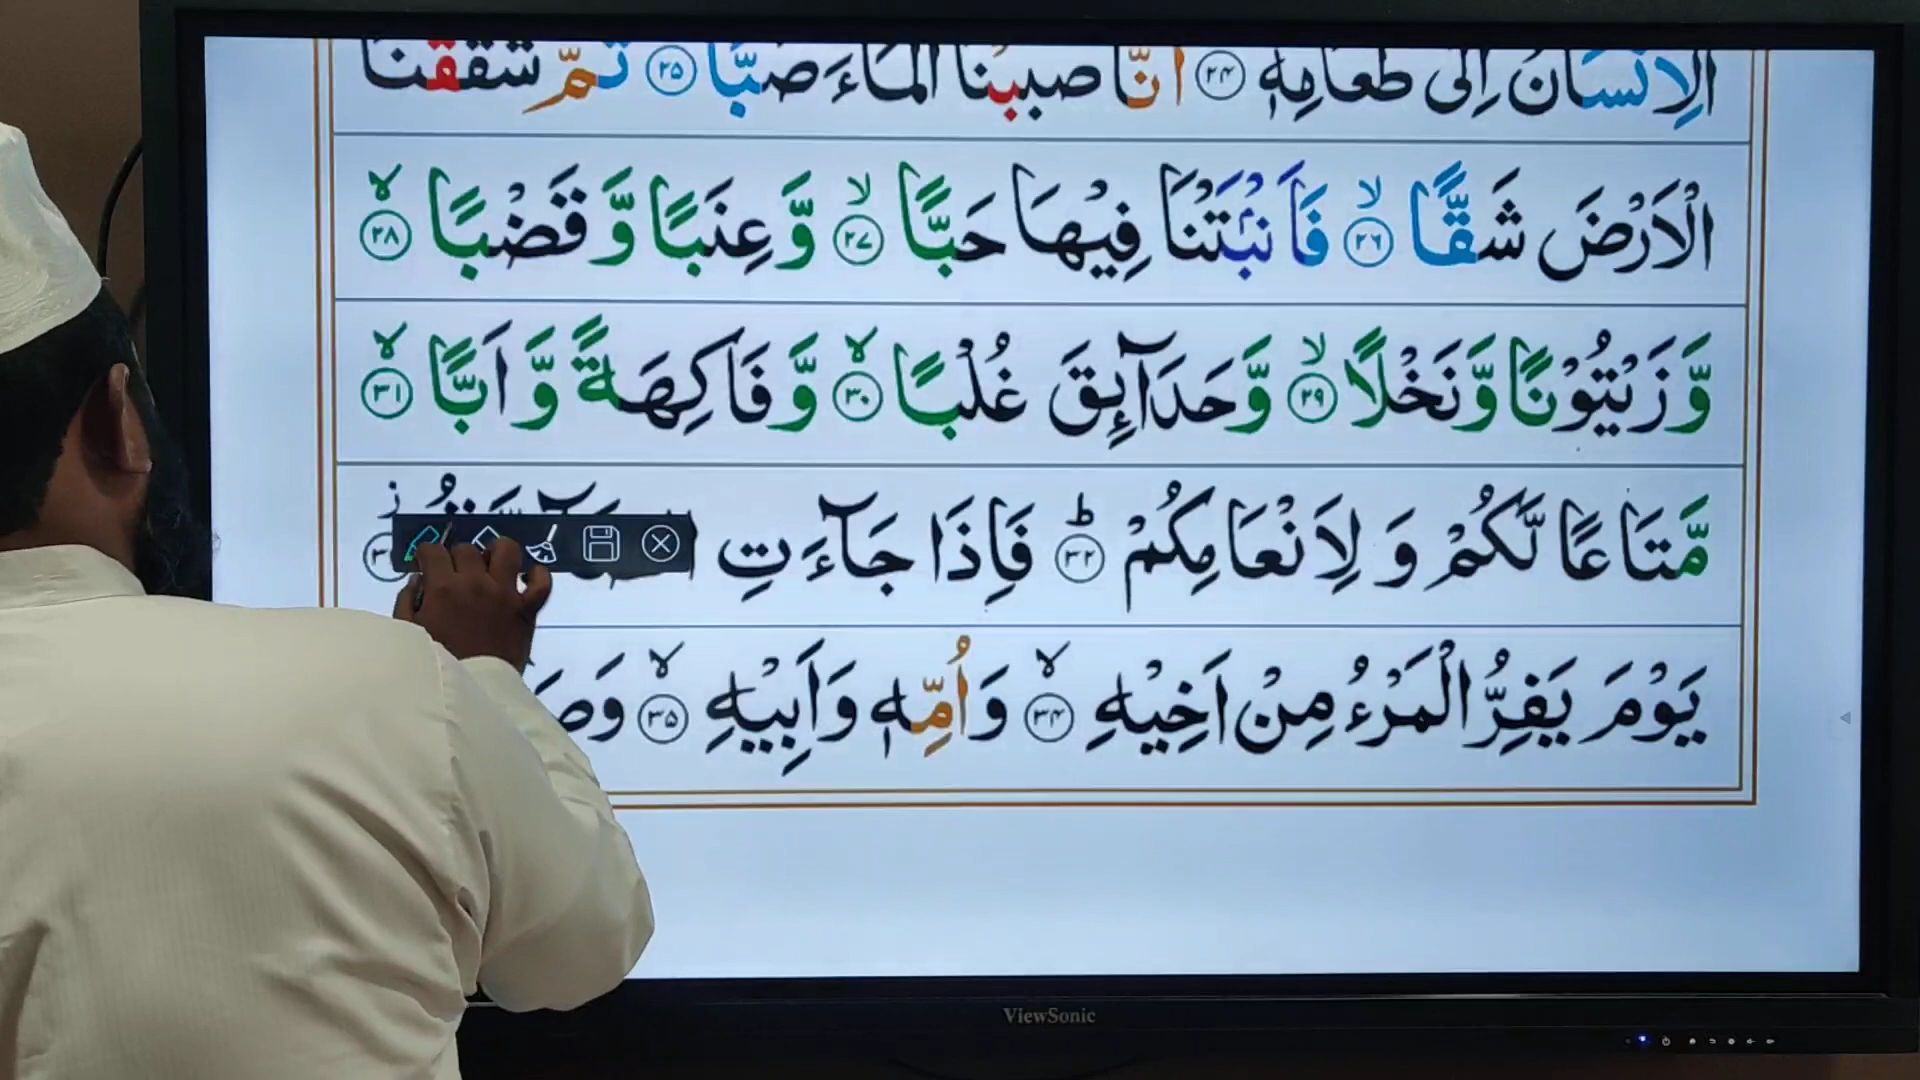 الْاِنْسَانُ اِلٰى طَعَامِهٖ ۝٢٤ اَنَّا صَبَبْنَا الْمَآءَ صَبًّا ۝٢٥ ثُمَّ شَقَقْنَا
الْاَرْضَ شَقًّا ۝٢٦ۙ فَاَنْۢبَتْنَا فِيْهَا حَبًّا ۝٢٧ۙ وَّعِنَبًا وَّقَضْبًا ۝٢٨ۙ
وَّزَيْتُوْنًا وَّنَخْلًا ۝٢٩ۙ وَّحَدَآئِقَ غُلْبًا ۝٣٠ۙ وَّفَاكِهَةً وَّاَبًّا ۝٣١ۙ
مَّتَاعًا لَّكُمْ وَ لِاَنْعَامِكُمْ ۝٣٢ؕ فَاِذَا جَآءَتِ
يَوْمَ يَفِرُّ الْمَرْءُ مِنْ اَخِيْهِ ۝٣٤ۙ وَاُمِّهٖ وَاَبِيْهِ ۝٣٥ۙ
ViewSonic